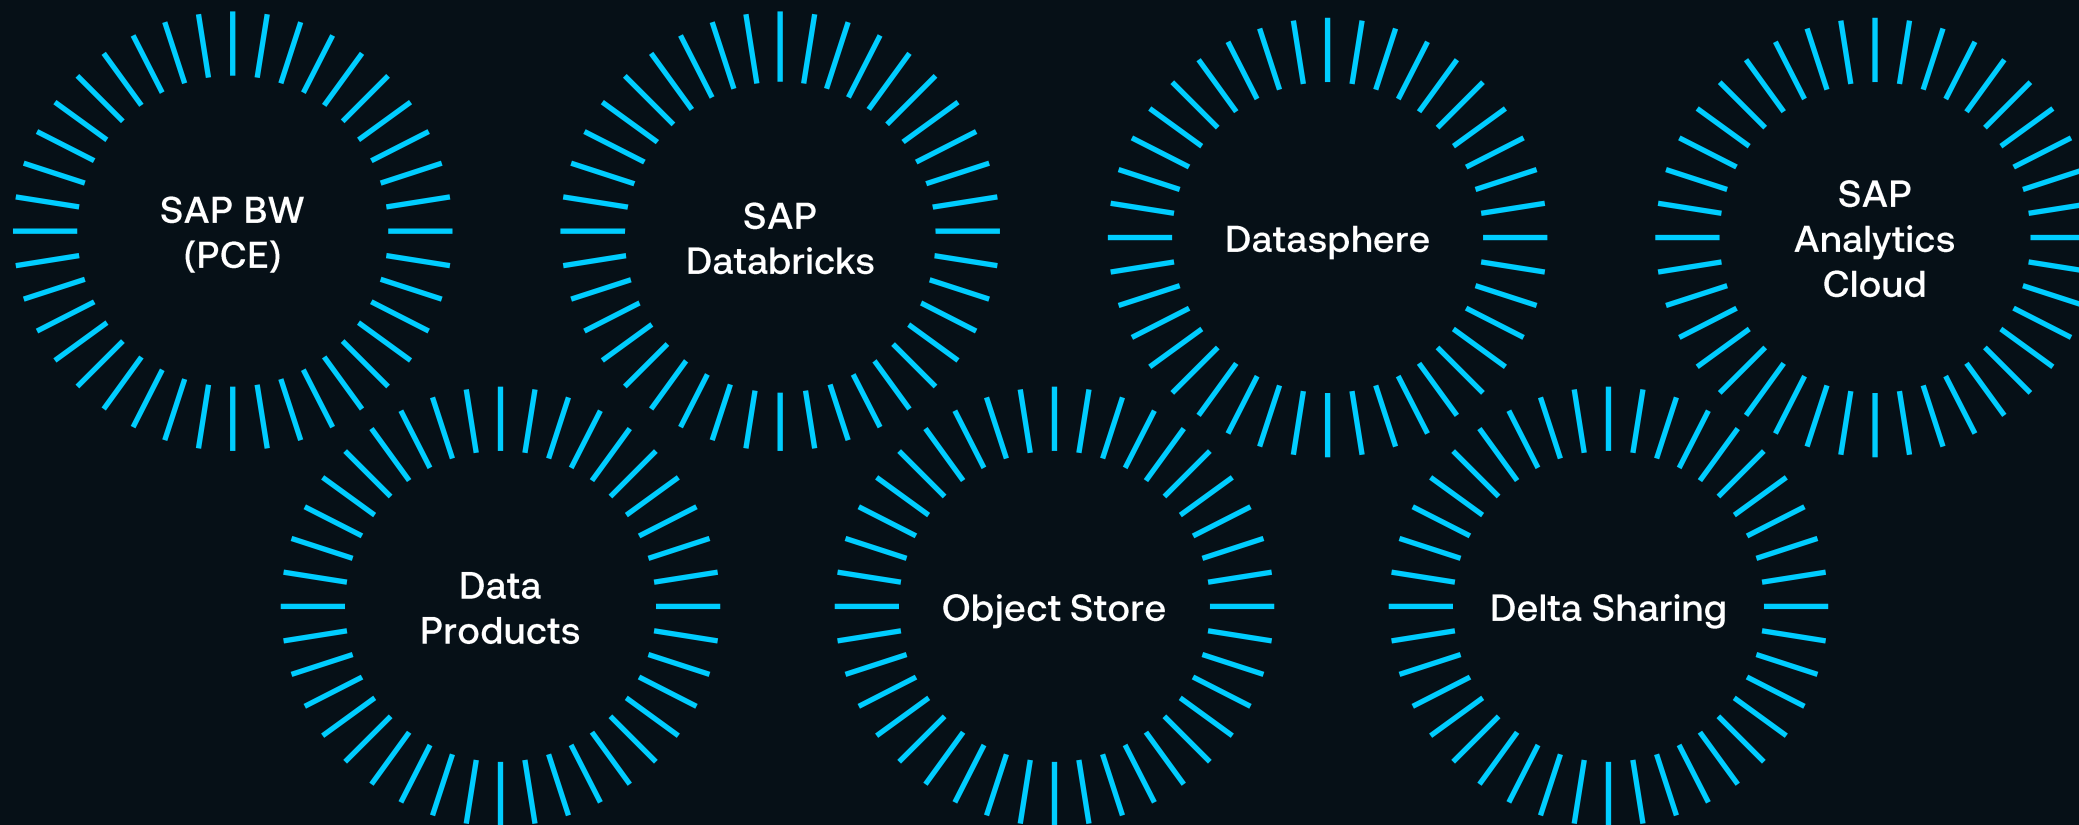 SAP BW
(PCE)
SAP
Databricks
Datasphere
SAP
Analytics
Cloud
Data
Products
Object Store
Delta Sharing